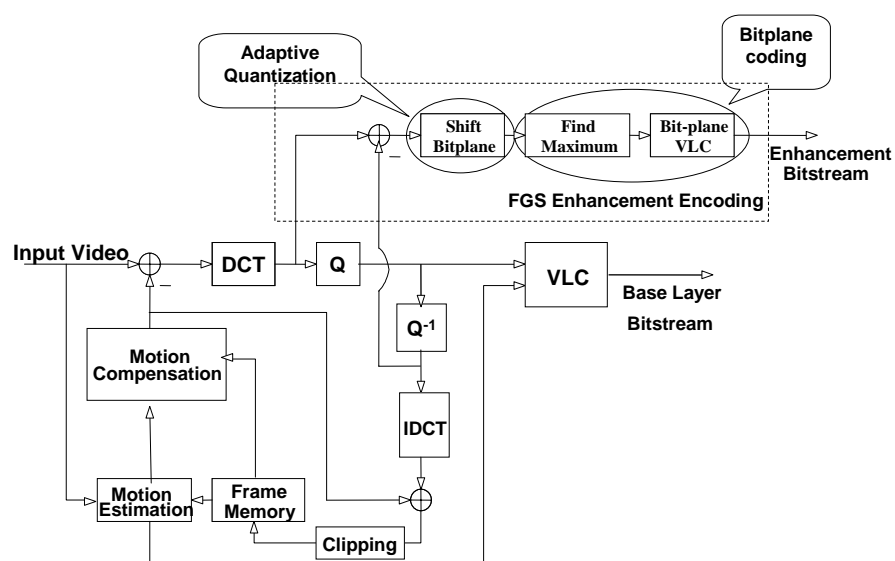 Adaptive
Quantization
Bitplane
coding
Shift
Bitplane
Find
Maximum
Bit-plane
VLC
Enhancement
Bitstream
FGS Enhancement Encoding
Input Video
DCT
Q
VLC
Base Layer
Bitstream
Q-1
Motion
Compensation
IDCT
Motion
Estimation
Frame
Memory
Clipping